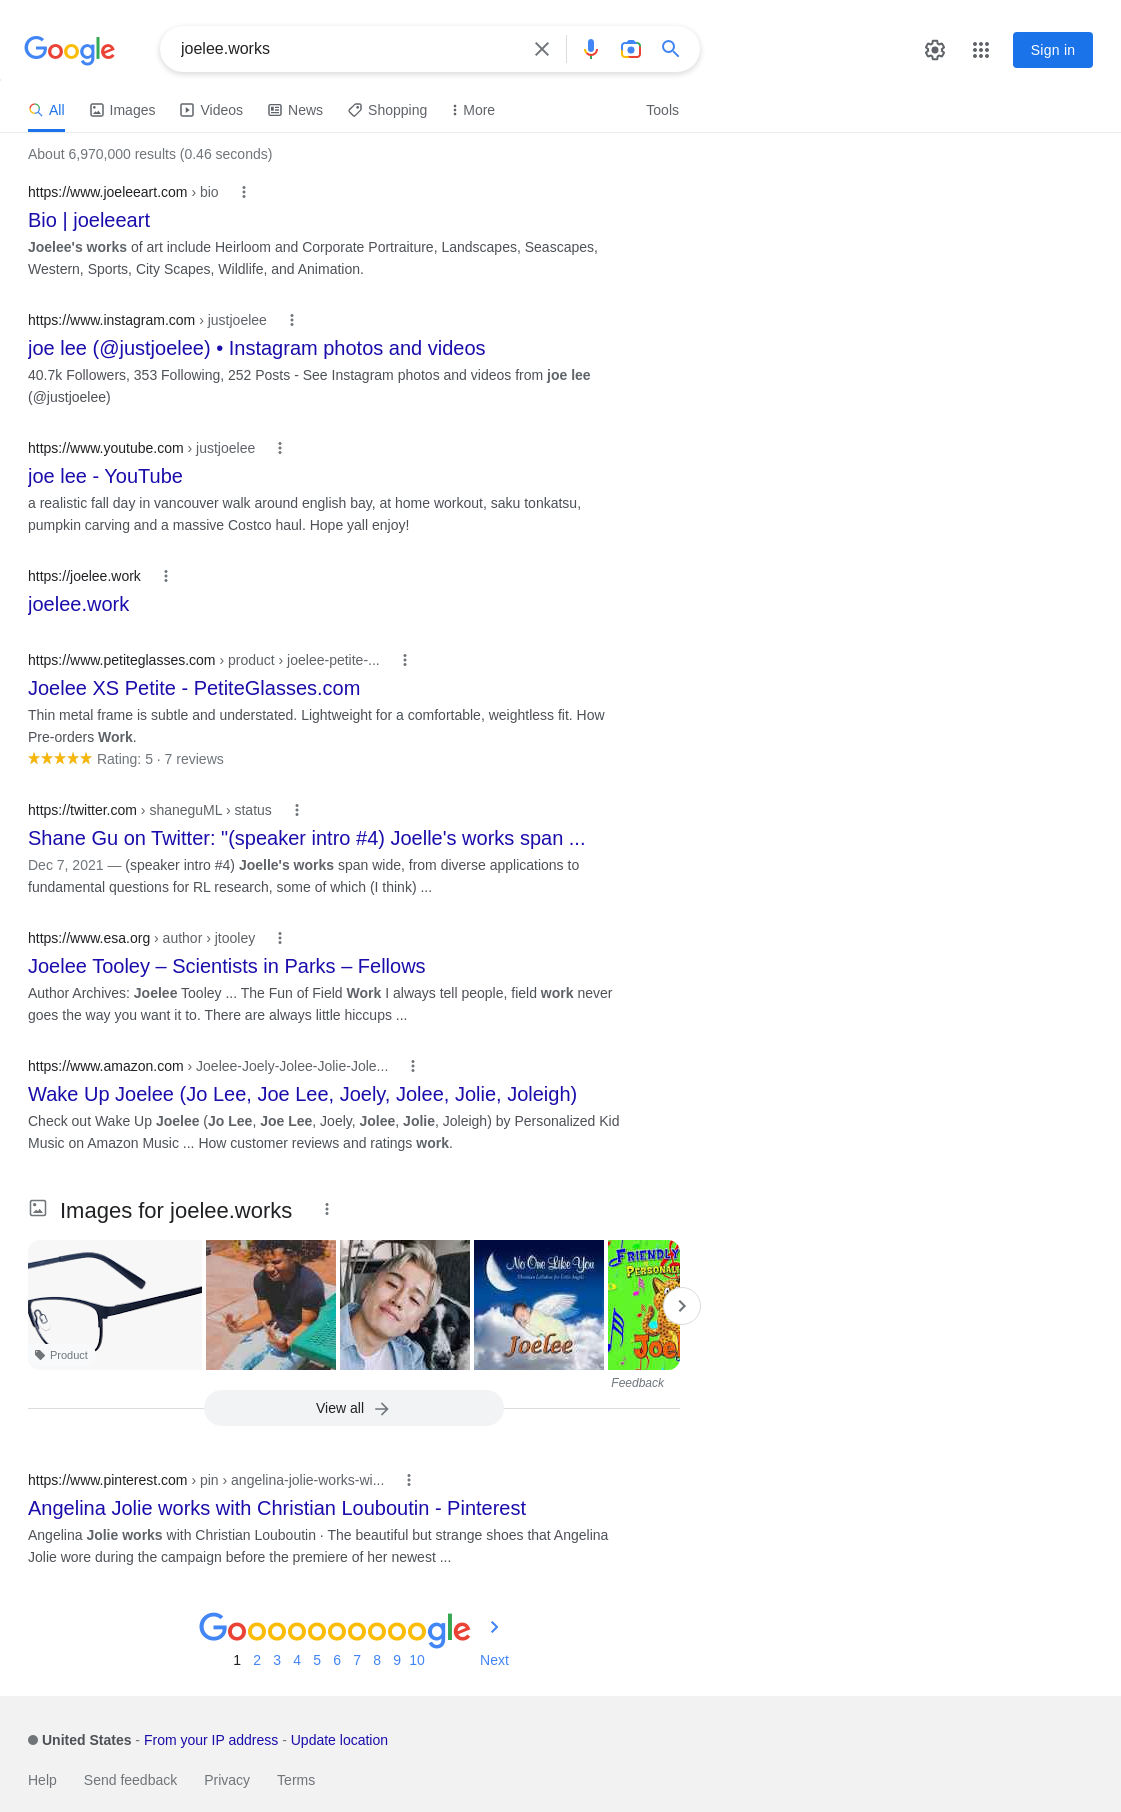 Google
joelee.works
Sign in
All
Images
Videos
News
Shopping
More
Tools
About 6,970,000 results (0.46 seconds)
https://www.joeleeart.com › bio
Bio | joeleeart
Joelee's works of art include Heirloom and Corporate Portraiture, Landscapes, Seascapes,
Western, Sports, City Scapes, Wildlife, and Animation.
https://www.instagram.com › justjoelee
joe lee (@justjoelee) • Instagram photos and videos
40.7k Followers, 353 Following, 252 Posts - See Instagram photos and videos from joe lee
(@justjoelee)
https://www.youtube.com › justjoelee
joe lee - YouTube
a realistic fall day in vancouver walk around english bay, at home workout, saku tonkatsu,
pumpkin carving and a massive Costco haul. Hope yall enjoy!
https://joelee.work
joelee.work
https://www.petiteglasses.com › product › joelee-petite-...
Joelee XS Petite - PetiteGlasses.com
Thin metal frame is subtle and understated. Lightweight for a comfortable, weightless fit. How
Pre-orders Work.
Rating: 5 · 7 reviews
https://twitter.com › shaneguML › status
Shane Gu on Twitter: "(speaker intro #4) Joelle's works span ...
Dec 7, 2021 — (speaker intro #4) Joelle's works span wide, from diverse applications to
fundamental questions for RL research, some of which (I think) ...
https://www.esa.org › author › jtooley
Joelee Tooley – Scientists in Parks – Fellows
Author Archives: Joelee Tooley ... The Fun of Field Work I always tell people, field work never
goes the way you want it to. There are always little hiccups ...
https://www.amazon.com › Joelee-Joely-Jolee-Jolie-Jole...
Wake Up Joelee (Jo Lee, Joe Lee, Joely, Jolee, Jolie, Joleigh)
Check out Wake Up Joelee (Jo Lee, Joe Lee, Joely, Jolee, Jolie, Joleigh) by Personalized Kid
Music on Amazon Music ... How customer reviews and ratings work.
Images for joelee.works
No One Like You
Joelee
FRIENDLY
Product
Feedback
View all
https://www.pinterest.com › pin › angelina-jolie-works-wi...
Angelina Jolie works with Christian Louboutin - Pinterest
Angelina Jolie works with Christian Louboutin · The beautiful but strange shoes that Angelina
Jolie wore during the campaign before the premiere of her newest ...
Goooooooooogle
1 2 3 4 5 6 7 8 9 10 Next
United States - From your IP address - Update location
Help Send feedback Privacy Terms